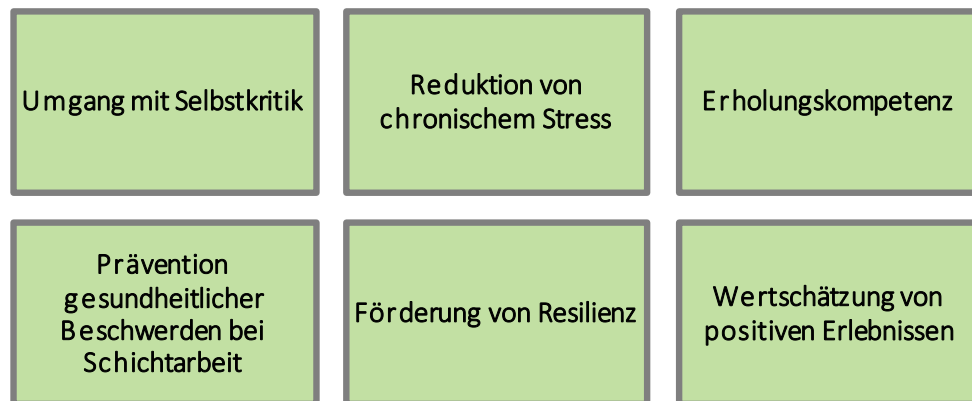 Umgang mit Selbstkritik
Reduktion von
chronischem Stress
Erholungskompetenz
Prävention
gesundheitlicher
Beschwerden bei
Schichtarbeit
Förderung von Resilienz
Wertschätzung von
positiven Erlebnissen